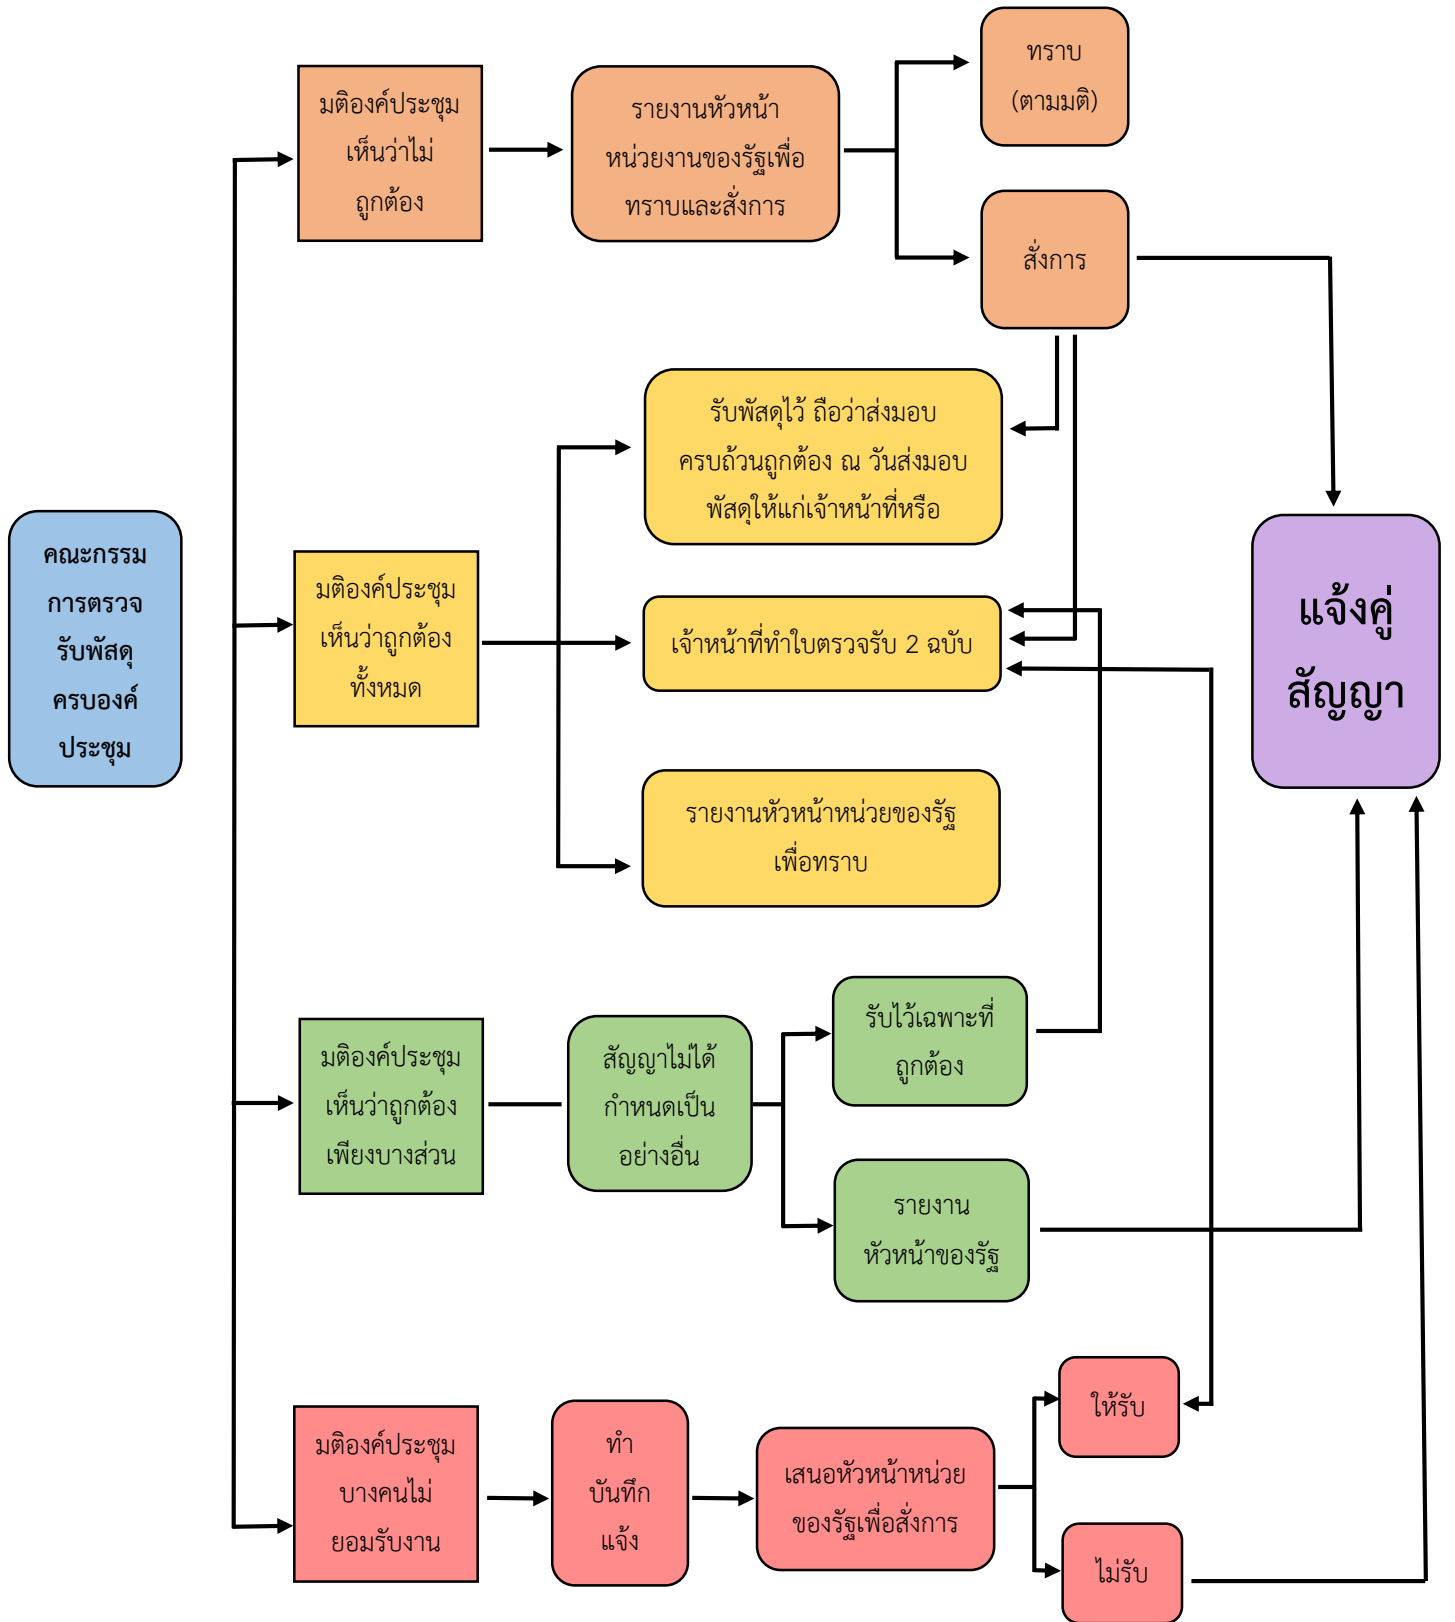 ทราบ
(ตามมติ)
มติองค์ประชุม
เห็นว่าไม่
ถูกต้อง
รายงานหัวหน้า
หน่วยงานของรัฐเพื่อ
ทราบและสั่งการ
สั่งการ
รับพัสดุไว้ ถือว่าส่งมอบ
ครบถ้วนถูกต้อง ณ วันส่งมอบ
พัสดุให้แก่เจ้าหน้าที่หรือ
คณะกรรม
การตรวจ
รับพัสดุ
ครบองค์
ประชุม
มติองค์ประชุม
เห็นว่าถูกต้อง
ทั้งหมด
เจ้าหน้าที่ทำใบตรวจรับ 2 ฉบับ
แจ้งคู่
สัญญา
รายงานหัวหน้าหน่วยของรัฐ
เพื่อทราบ
มติองค์ประชุม
เห็นว่าถูกต้อง
เพียงบางส่วน
สัญญาไม่ได้
กำหนดเป็น
อย่างอื่น
รับไว้เฉพาะที่
ถูกต้อง
รายงาน
หัวหน้าของรัฐ
มติองค์ประชุม
บางคนไม่
ยอมรับงาน
ทำ
บันทึก
แจ้ง
เสนอหัวหน้าหน่วย
ของรัฐเพื่อสั่งการ
ให้รับ
ไม่รับ